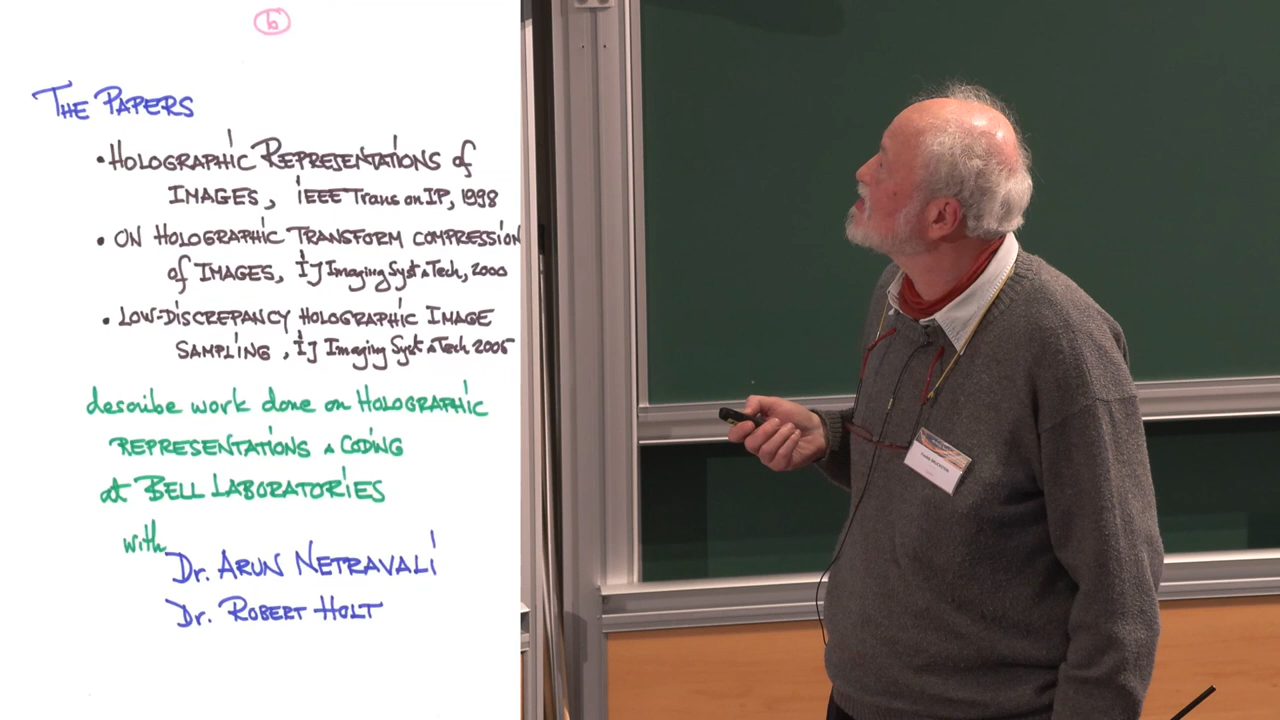 6
THE PAPERS
• HOLOGRAPHIC REPRESENTATIONS of
IMAGES, IEEE Trans on IP, 1998
• ON HOLOGRAPHIC TRANSFORM COMPRESSION
of IMAGES, IJ Imaging Syst & Tech, 2000
• LOW-DISCREPANCY HOLOGRAPHIC IMAGE
SAMPLING, IJ Imaging Syst & Tech 2005
describe work done on HOLOGRAPHIC
REPRESENTATIONS & CODING
at BELL LABORATORIES
with
Dr. ARUN NETRAVALI
Dr. ROBERT HOLT